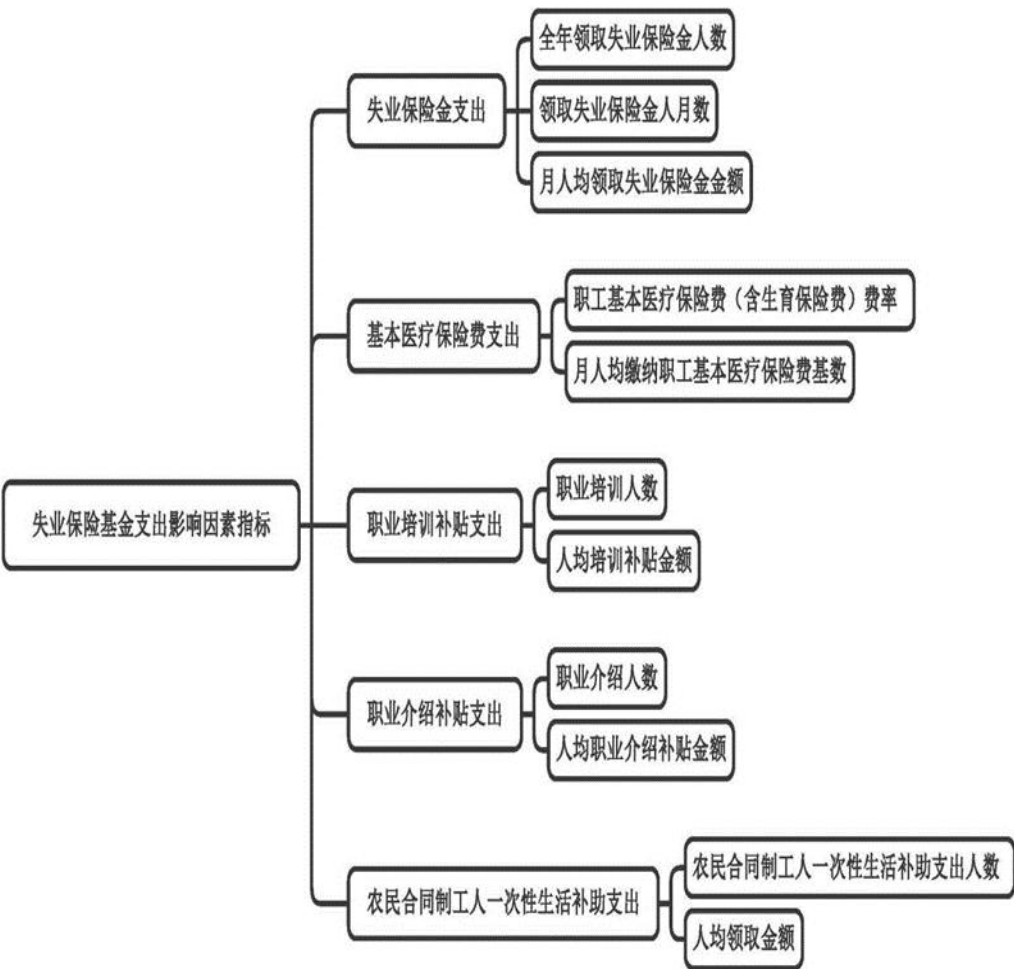 失业保险基金支出影响因素指标
失业保险金支出
全年领取失业保险金人数
领取失业保险金人月数
月人均领取失业保险金金额
基本医疗保险费支出
职工基本医疗保险费（含生育保险费）费率
月人均缴纳职工基本医疗保险费基数
职业培训补贴支出
职业培训人数
人均培训补贴金额
职业介绍补贴支出
职业介绍人数
人均职业介绍补贴金额
农民合同制工人一次性生活补助支出
农民合同制工人一次性生活补助支出人数
人均领取金额